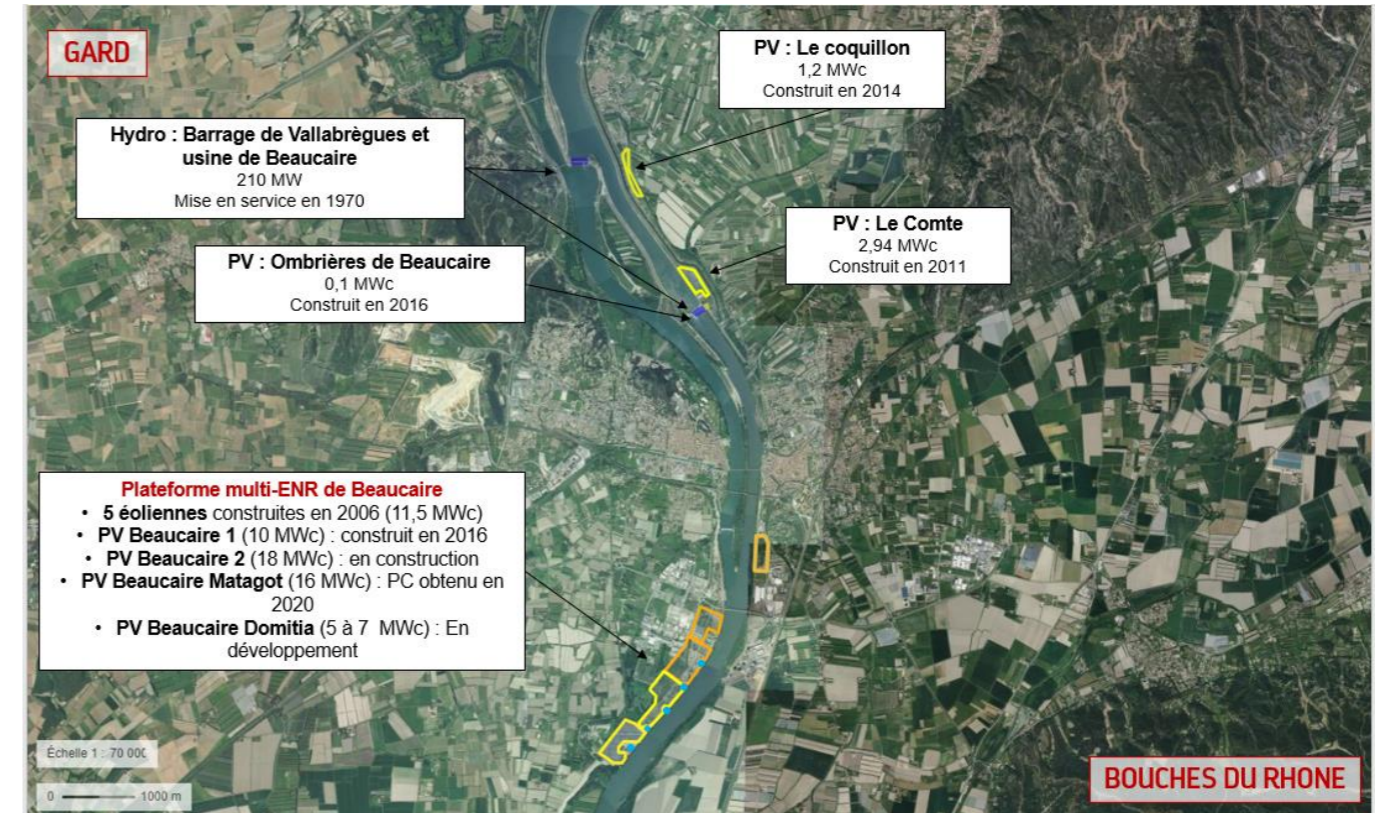 GARD
PV : Le coquillon
1,2 MWc
Construit en 2014
Hydro : Barrage de Vallabrègues et
usine de Beaucaire
210 MW
Mise en service en 1970
PV : Le Comte
2,94 MWc
Construit en 2011
PV : Ombrières de Beaucaire
0,1 MWc
Construit en 2016
Plateforme multi-ENR de Beaucaire
• 5 éoliennes construites en 2006 (11,5 MWc)
• PV Beaucaire 1 (10 MWc) : construit en 2016
• PV Beaucaire 2 (18 MWc) : en construction
• PV Beaucaire Matagot (16 MWc) : PC obtenu en
2020
• PV Beaucaire Domitia (5 à 7 MWc) : En
développement
Échelle 1 : 70 000
0 1000 m
BOUCHES DU RHONE